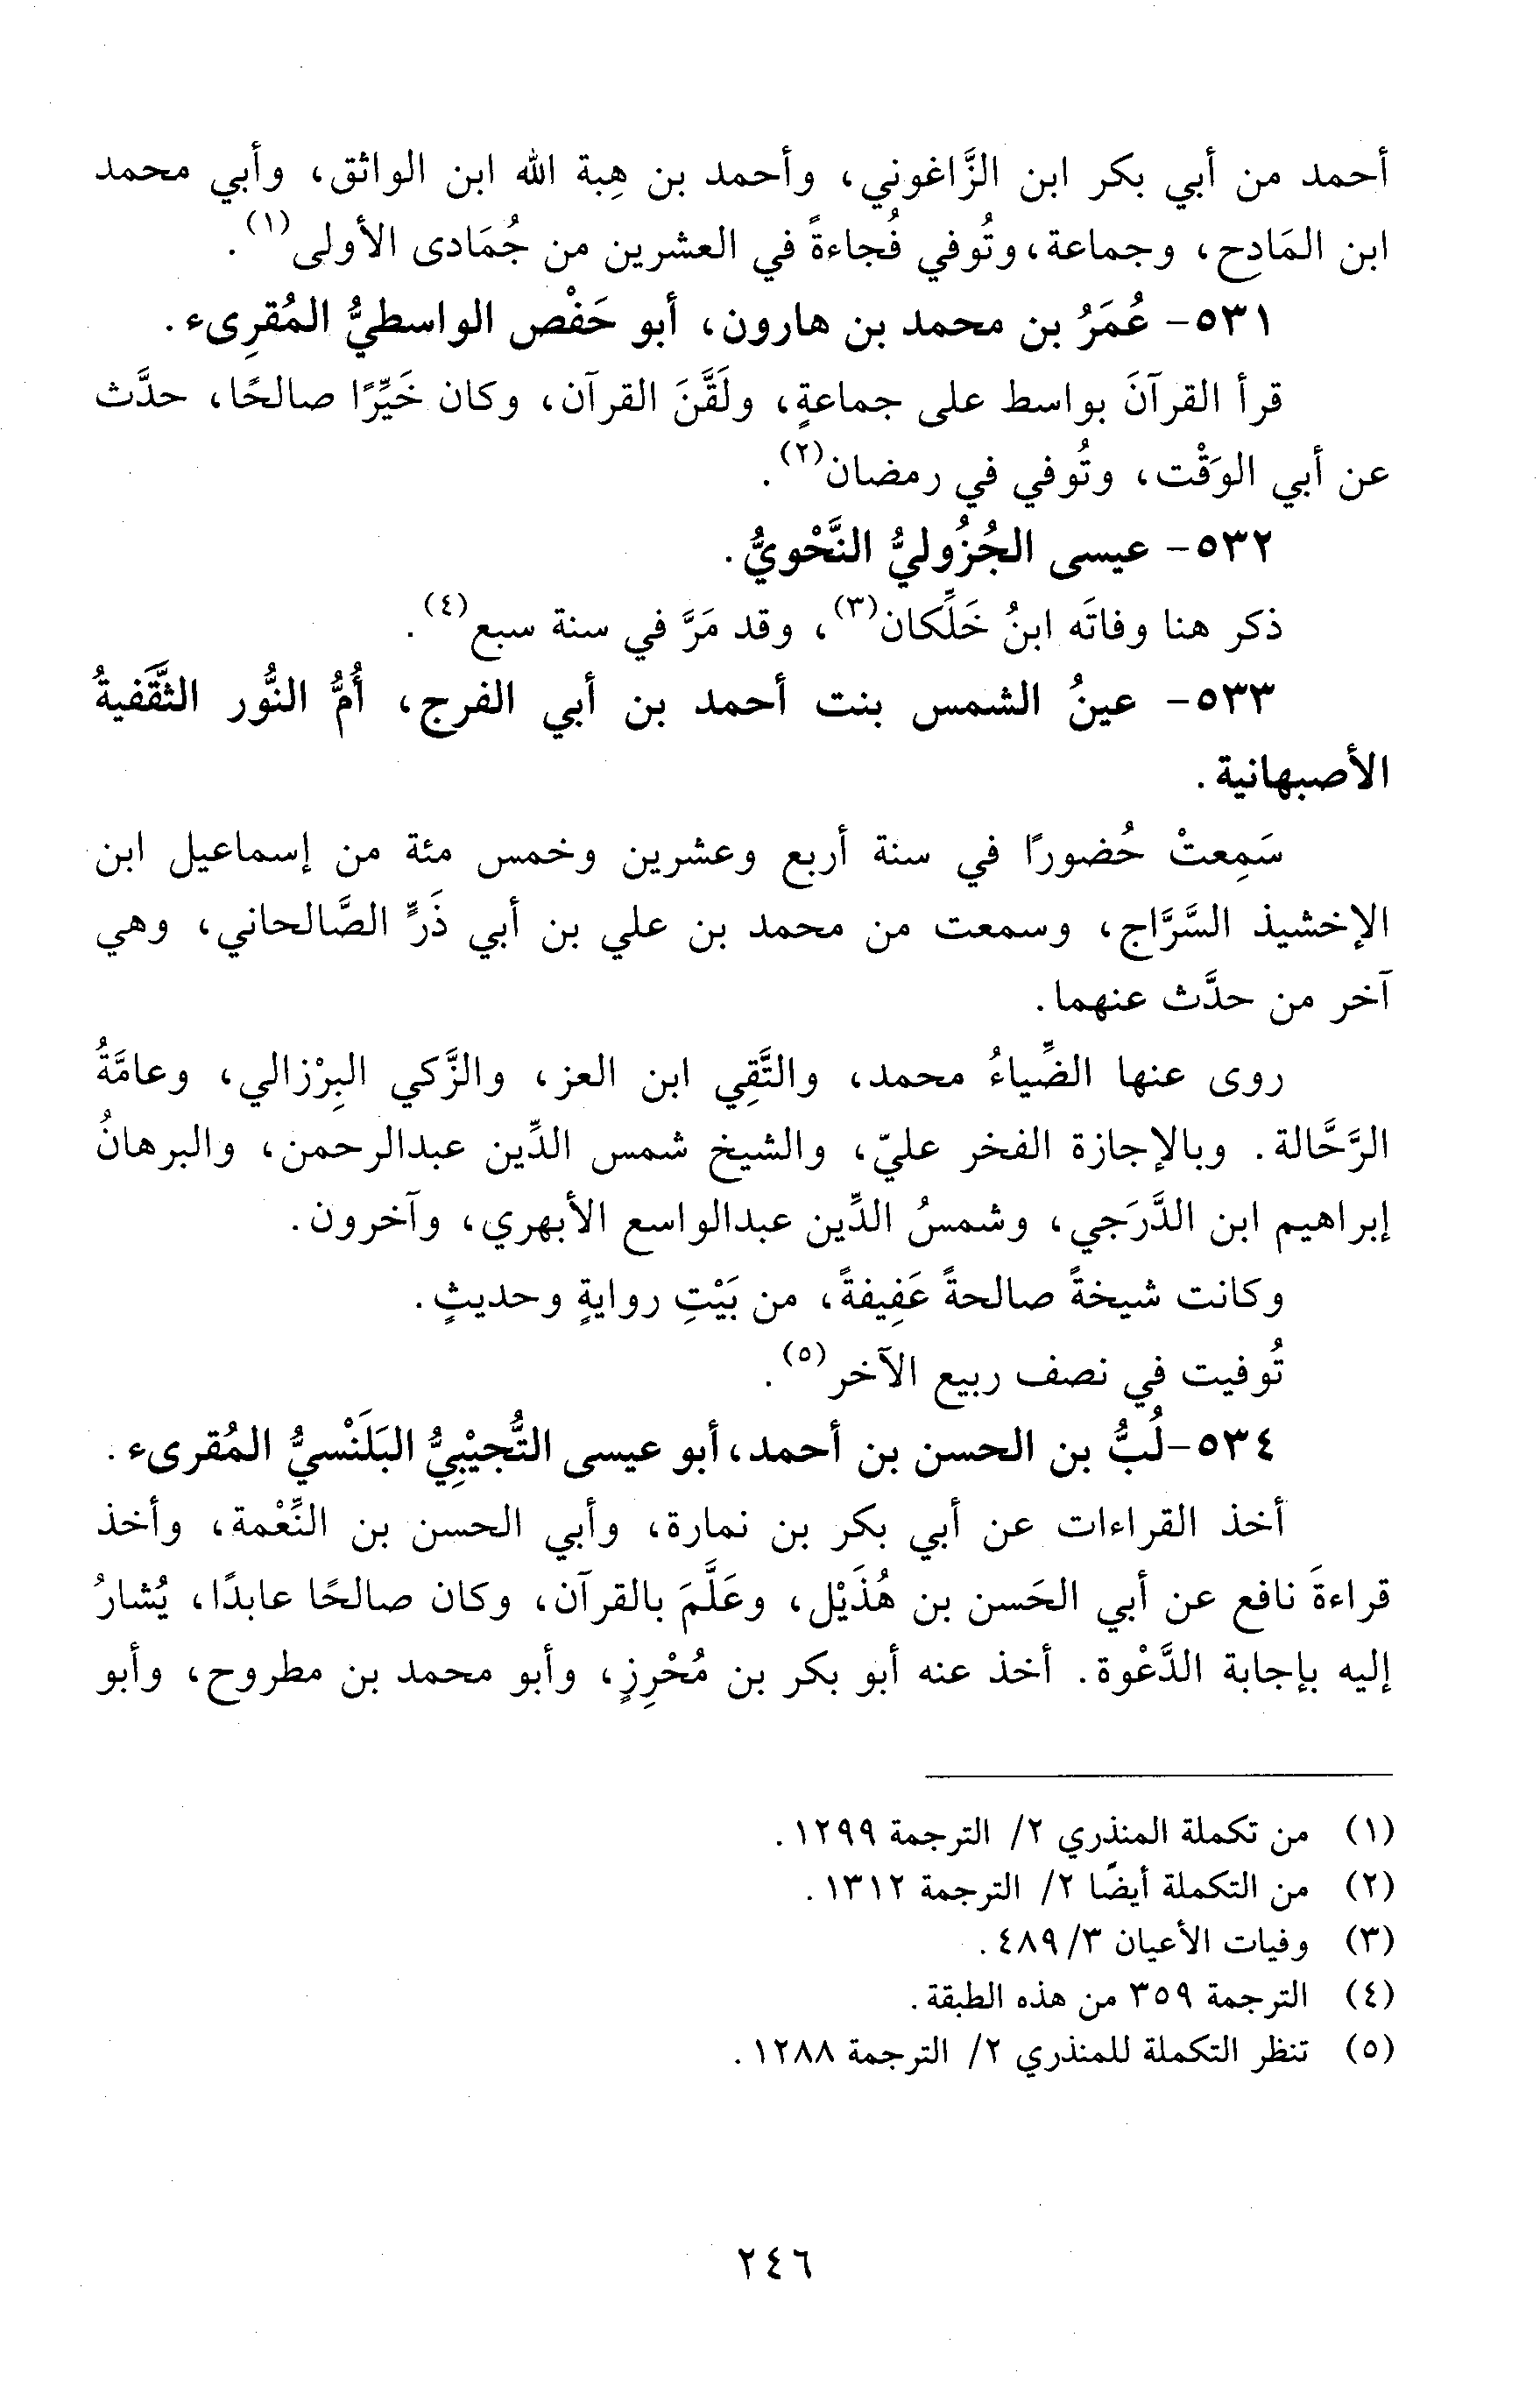 أحمد من أبي بكر ابن الزَّاغوني، وأحمد بن هِبة الله ابن الواثق، وأبي محمد
ابن المَادح، وجماعة، وتُوفي فُجاءةً في العشرين من جُمَادى الأولى(١).
٥٣١- عُمَرُ بن محمد بن هارون، أبو حَفْص الواسطيُّ المُقرِىء.
قرأ القرآنَ بواسط على جماعةٍ، ولَقَّنَ القرآن، وكان خَيِّرًا صالحًا، حدَّث
عن أبي الوَقْت، وتُوفي في رمضان(٢).
٥٣٢- عيسى الجُزُوليُّ النَّحْويُّ.
ذكر هنا وفاتَه ابنُ خَلِّكان(٣)، وقد مَرَّ في سنة سبع(٤).
٥٣٣- عينُ الشمس بنت أحمد بن أبي الفرج، أُمُّ النُّور الثَّقَفيةُ
الأصبهانية.
سَمِعتْ حُضورًا في سنة أربع وعشرين وخمس مئة من إسماعيل ابن
الإخشيذ السَّرَّاج، وسمعت من محمد بن علي بن أبي ذَرٍّ الصَّالحاني، وهي
آخر من حدَّث عنهما.
روى عنها الضِّياءُ محمد، والتَّقِي ابن العز، والزَّكي البِرْزالي، وعامَّةُ
الرَّحَّالة. وبالإجازة الفخر عليّ، والشيخ شمس الدِّين عبدالرحمن، والبرهانُ
إبراهيم ابن الدَّرَجي، وشمسُ الدِّين عبدالواسع الأبهري، وآخرون.
وكانت شيخةً صالحةً عَفِيفةً، من بَيْتِ روايةٍ وحديثٍ.
تُوفيت في نصف ربيع الآخر(٥).
٥٣٤-لُبُّ بن الحسن بن أحمد، أبو عيسى التُّجيْبِيُّ البَلَنْسيُّ المُقرىء.
أخذ القراءات عن أبي بكر بن نمارة، وأبي الحسن بن النِّعْمة، وأخذ
قراءةَ نافع عن أبي الحَسن بن هُذَيْل، وعَلَّمَ بالقرآن، وكان صالحًا عابدًا، يُشارُ
إليه بإجابة الدَّعْوة. أخذ عنه أبو بكر بن مُحْرِزٍ، وأبو محمد بن مطروح، وأبو
(١) من تكملة المنذري ٢/ الترجمة ١٢٩٩.
(٢) من التكملة أيضًا ٢/ الترجمة ١٣١٢.
(٣) وفيات الأعيان ٣/ ٤٨٩.
(٤) الترجمة ٣٥٩ من هذه الطبقة.
(٥) تنظر التكملة للمنذري ٢/ الترجمة ١٢٨٨.
٢٤٦